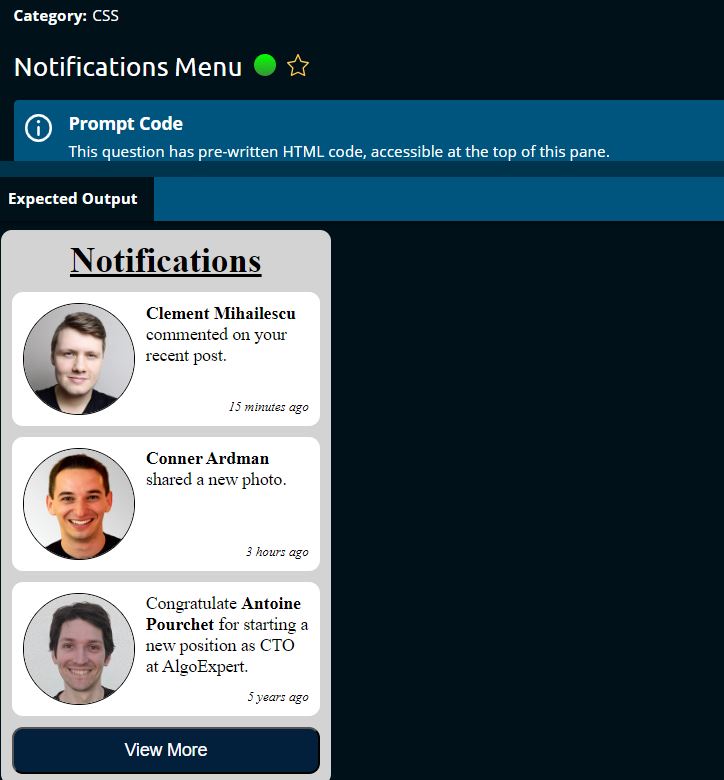 Category: CSS
Notifications Menu
Prompt Code
This question has pre-written HTML code, accessible at the top of this pane.
Expected Output
Notifications
Clement Mihailescu
commented on your
recent post.
15 minutes ago
Conner Ardman
shared a new photo.
3 hours ago
Congratulate Antoine
Pourchet for starting a
new position as CTO
at AlgoExpert.
5 years ago
View More